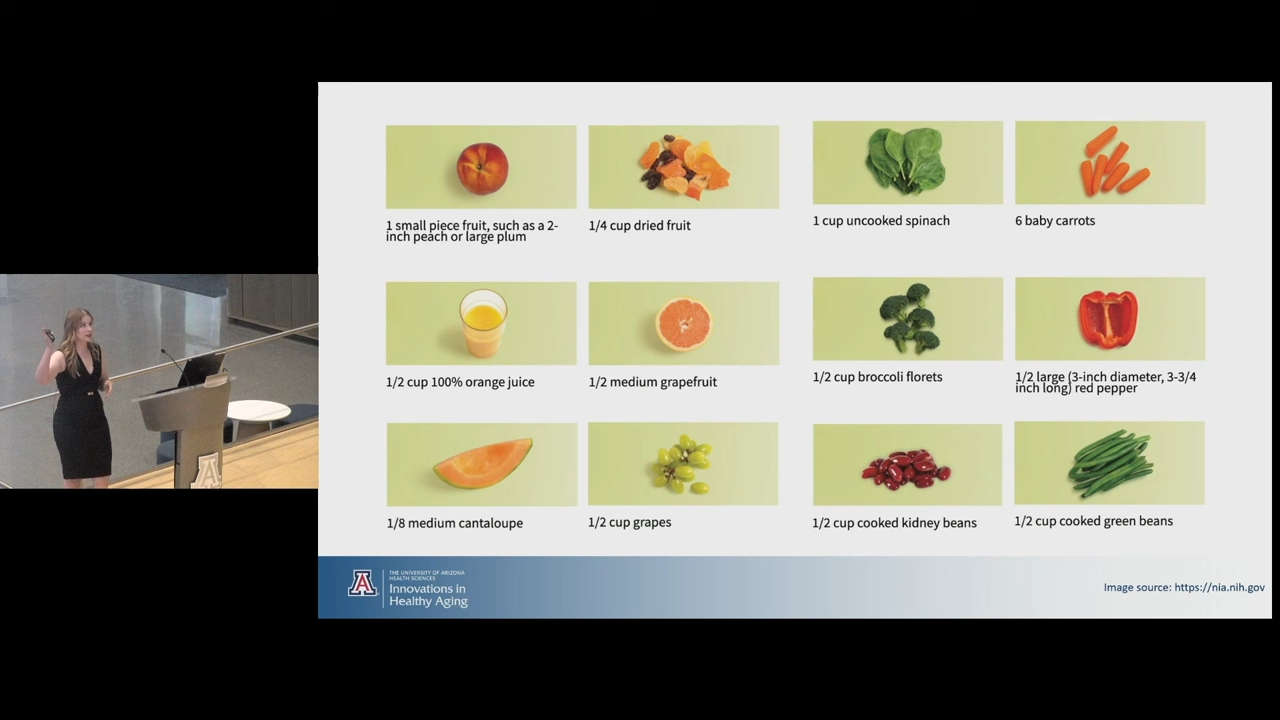 1 small piece fruit, such as a 2-
inch peach or large plum
1/4 cup dried fruit
1 cup uncooked spinach
6 baby carrots
1/2 cup 100% orange juice
1/2 medium grapefruit
1/2 cup broccoli florets
1/2 large (3-inch diameter, 3-3/4
inch long) red pepper
1/8 medium cantaloupe
1/2 cup grapes
1/2 cup cooked kidney beans
1/2 cup cooked green beans
A
THE UNIVERSITY OF ARIZONA
HEALTH SCIENCES
Innovations in
Healthy Aging
Image source: https://nia.nih.gov
A